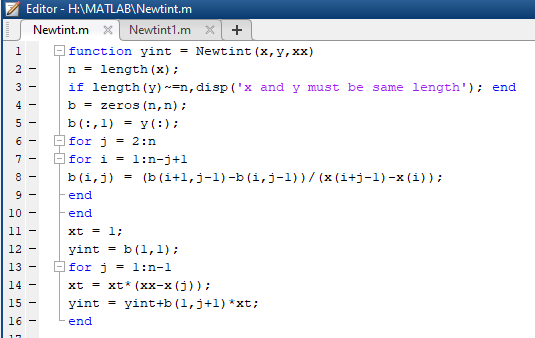 Editor - H:\MATLAB\Newtint.m
Newtint.m Newtint1.m +
1 function yint = Newtint(x,y,xx)
2 n = length(x);
3 if length(y)~=n,disp('x and y must be same length'); end
4 b = zeros(n,n);
5 b(:,1) = y(:);
6 for j = 2:n
7 for i = 1:n-j+1
8 b(i,j) = (b(i+1,j-1)-b(i,j-1))/(x(i+j-1)-x(i));
9 end
10 end
11 xt = 1;
12 yint = b(1,1);
13 for j = 1:n-1
14 xt = xt*(xx-x(j));
15 yint = yint+b(1,j+1)*xt;
16 end